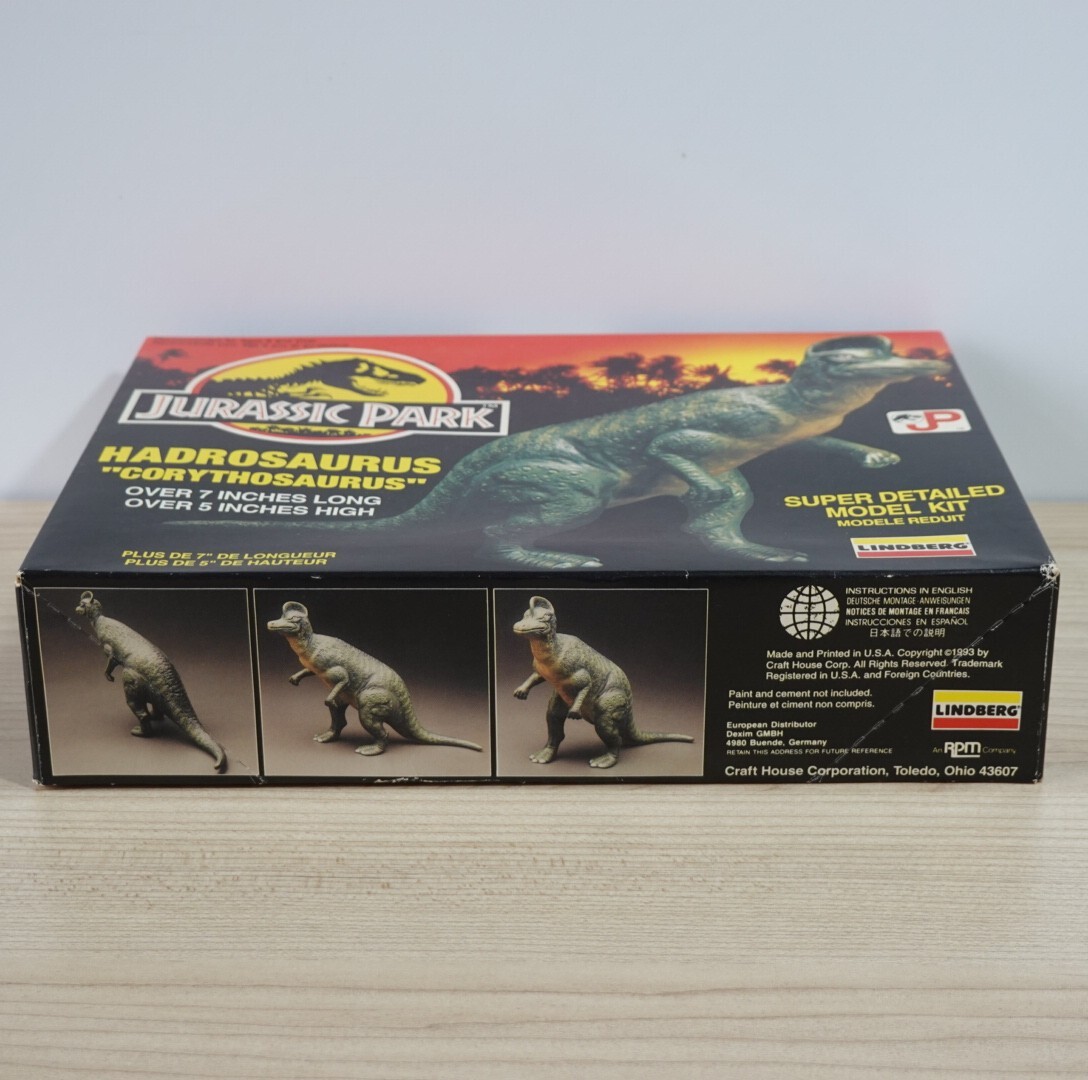 JURASSIC PARK™
HADROSAURUS
"CORYTHOSAURUS"
OVER 7 INCHES LONG
OVER 5 INCHES HIGH
PLUS DE 7" DE LONGUEUR
PLUS DE 5" DE HAUTEUR
JP
SUPER DETAILED
MODEL KIT
MODELE REDUIT
LINDBERG
INSTRUCTIONS IN ENGLISH
DEUTSCHE MONTAGE-ANWEISUNGEN
NOTICES DE MONTAGE EN FRANCAIS
INSTRUCCIONES EN ESPAÑOL
日本語での説明
Made and Printed in U.S.A. Copyright ©1993 by
Craft House Corp. All Rights Reserved. Trademark
Registered in U.S.A. and Foreign Countries.
Paint and cement not included.
Peinture et ciment non compris.
LINDBERG®
European Distributor
Dexim GMBH
4980 Buende, Germany
RETAIN THIS ADDRESS FOR FUTURE REFERENCE
An RPM Company
Craft House Corporation, Toledo, Ohio 43607